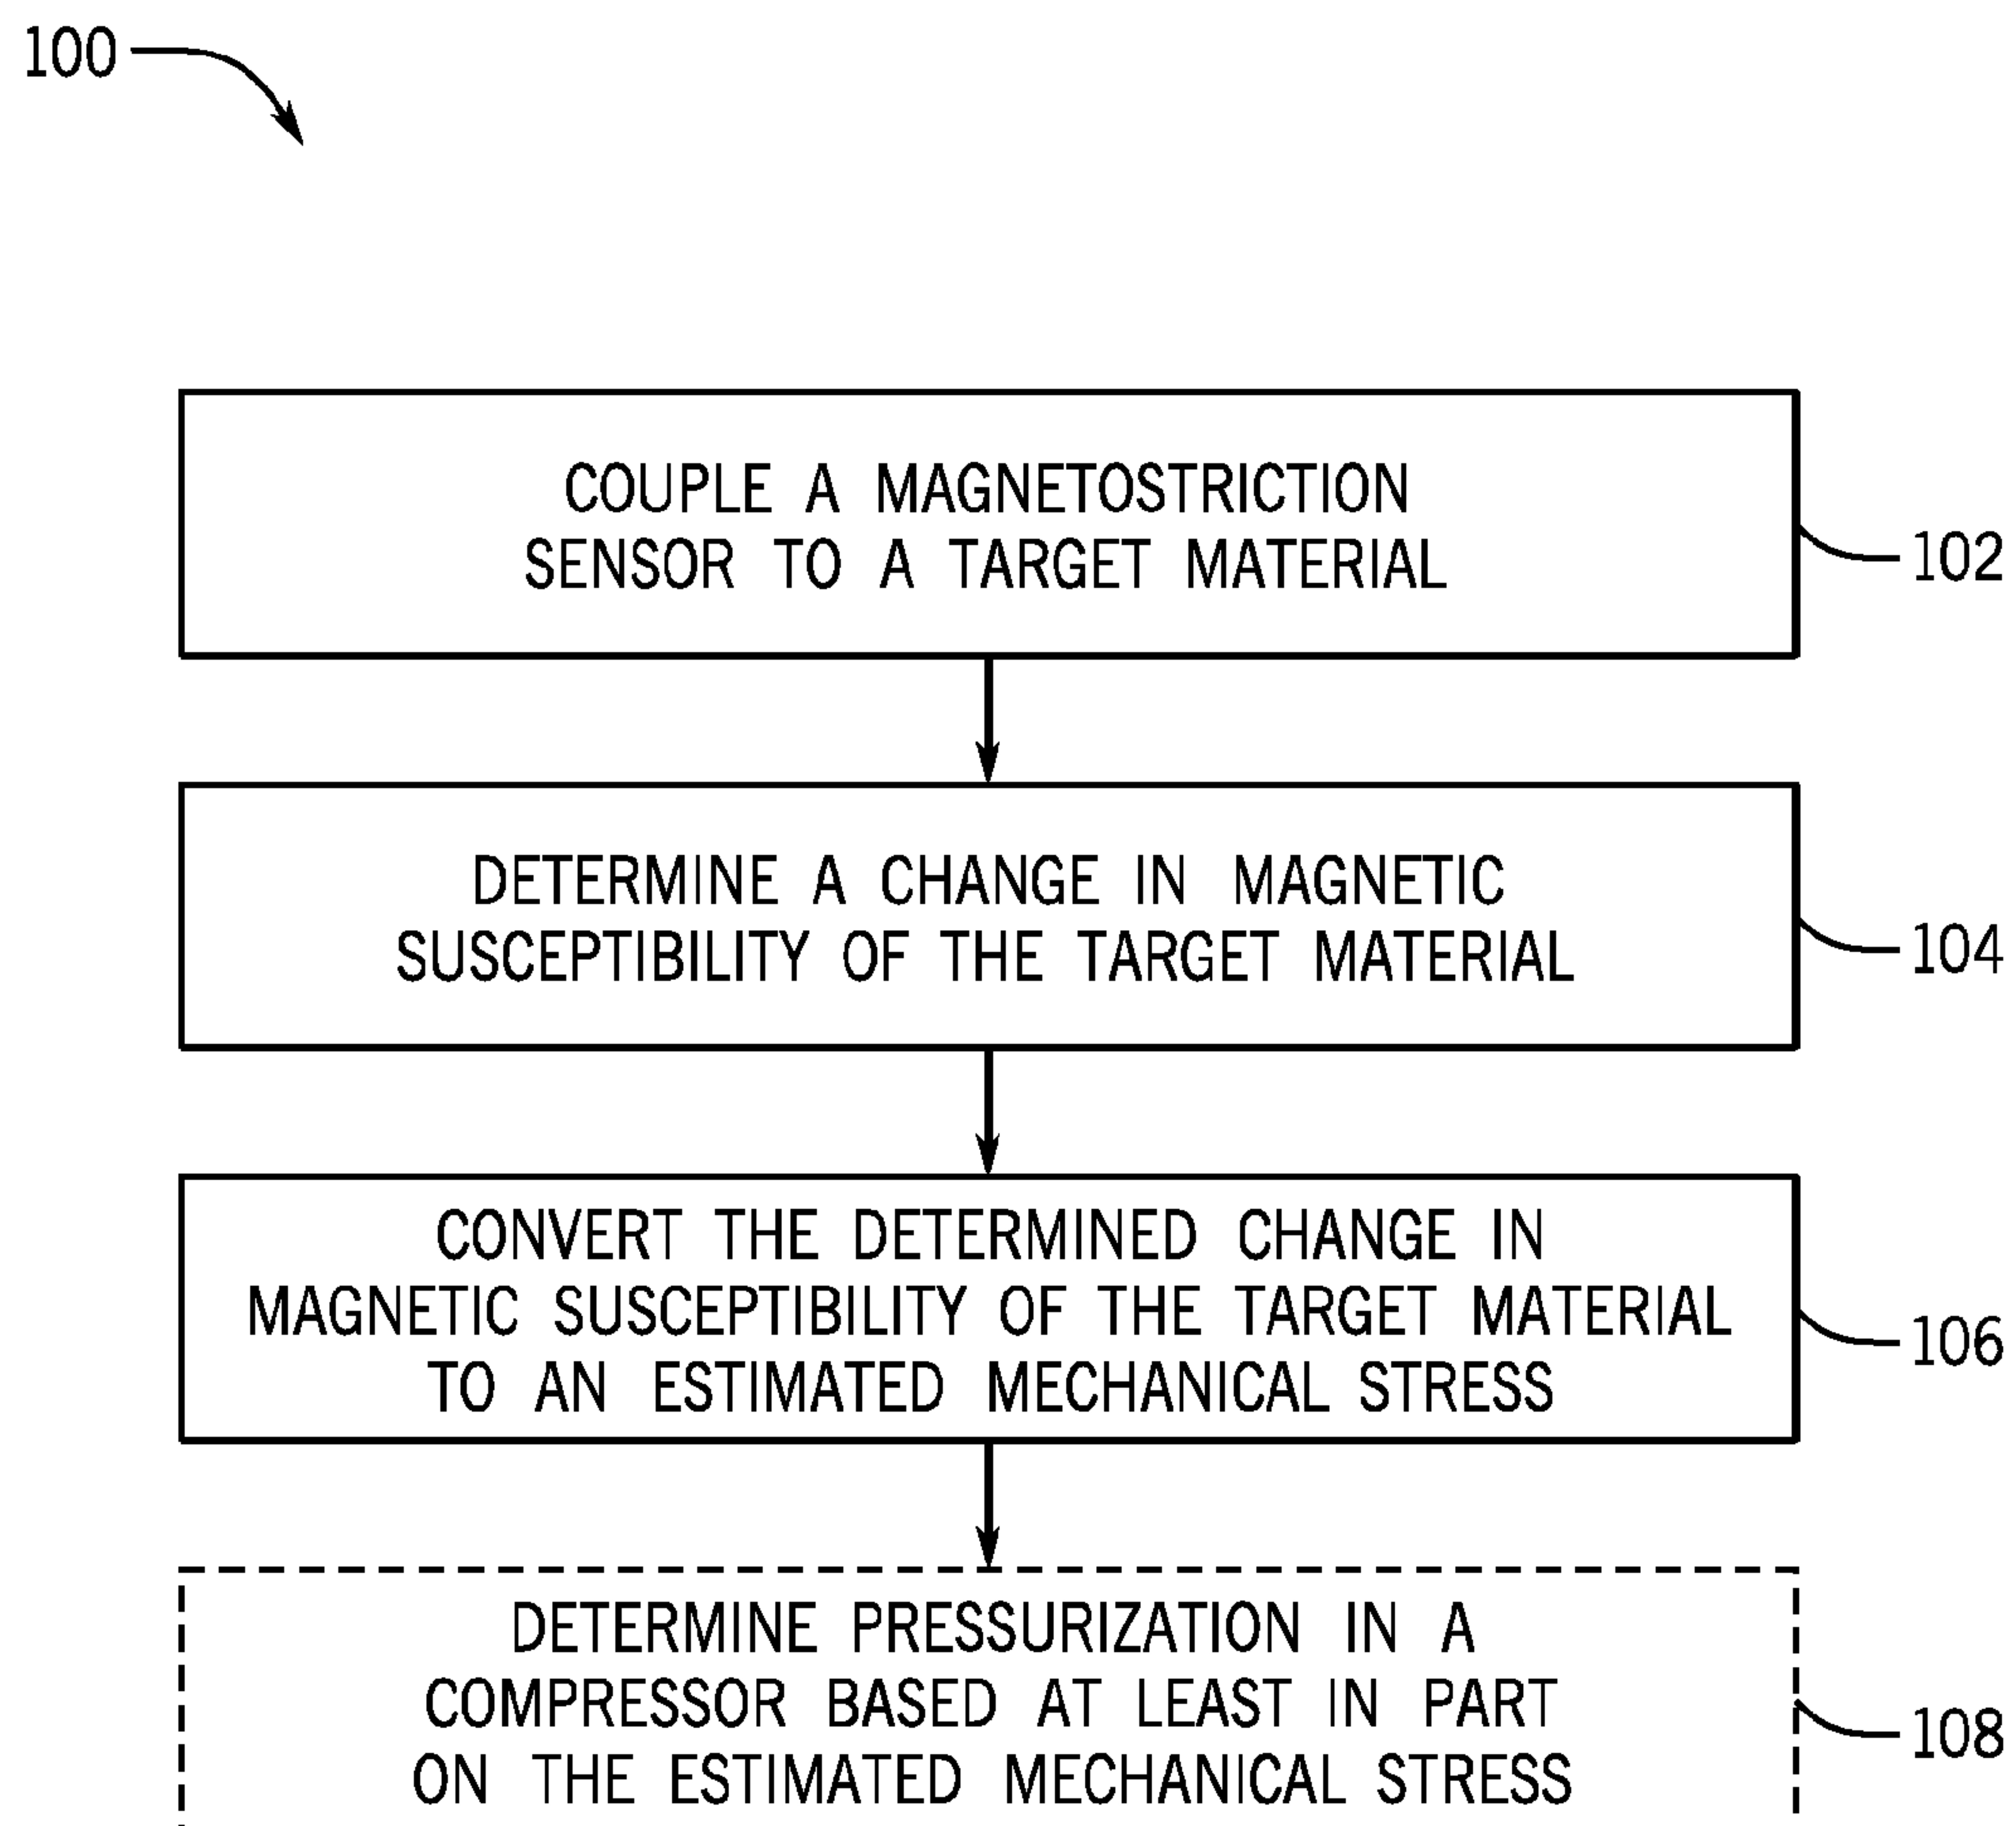 100
COUPLE A MAGNETOSTRICTION
SENSOR TO A TARGET MATERIAL
102
DETERMINE A CHANGE IN MAGNETIC
SUSCEPTIBILITY OF THE TARGET MATERIAL
104
CONVERT THE DETERMINED CHANGE IN
MAGNETIC SUSCEPTIBILITY OF THE TARGET MATERIAL
TO AN ESTIMATED MECHANICAL STRESS
106
DETERMINE PRESSURIZATION IN A
COMPRESSOR BASED AT LEAST IN PART
ON THE ESTIMATED MECHANICAL STRESS
108